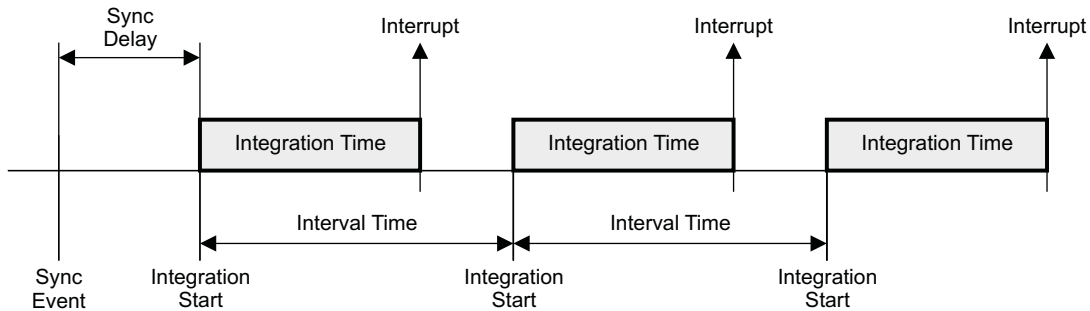 Sync
Delay
Interrupt
Interrupt
Interrupt
Integration Time
Integration Time
Integration Time
Interval Time
Interval Time
Sync
Event
Integration
Start
Integration
Start
Integration
Start